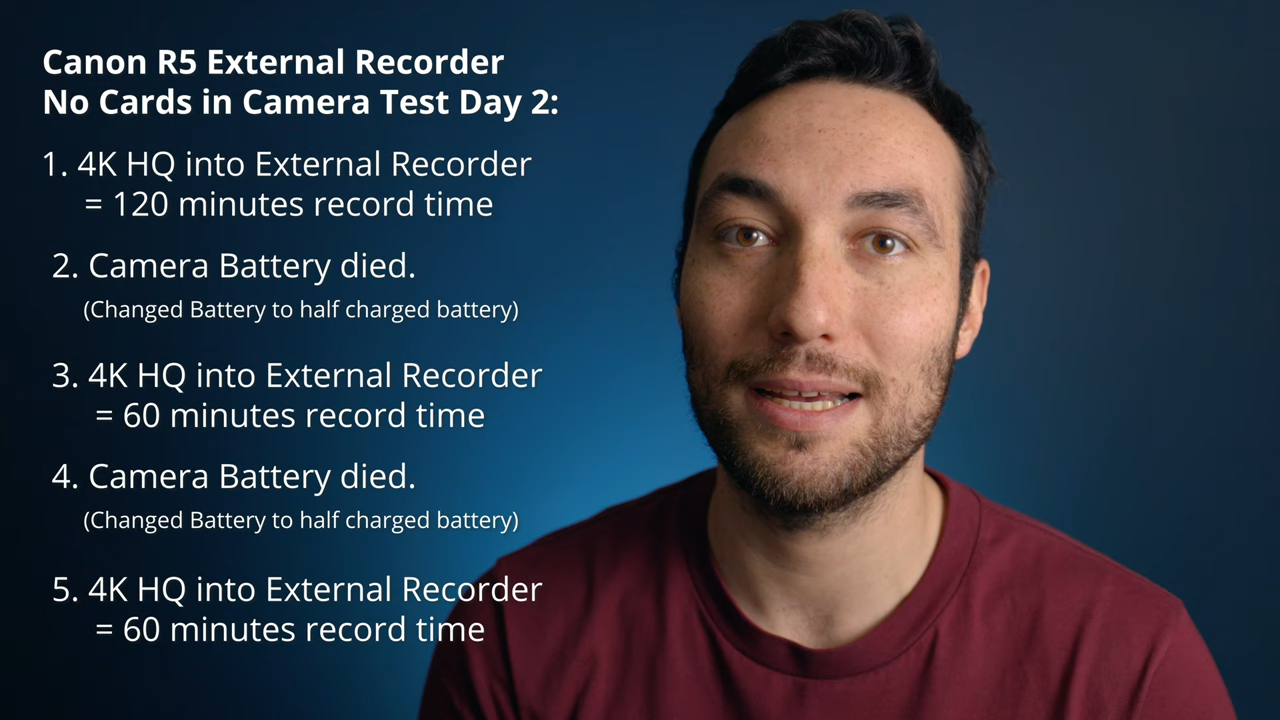 Canon R5 External Recorder
No Cards in Camera Test Day 2:
1. 4K HQ into External Recorder
= 120 minutes record time
2. Camera Battery died.
(Changed Battery to half charged battery)
3. 4K HQ into External Recorder
= 60 minutes record time
4. Camera Battery died.
(Changed Battery to half charged battery)
5. 4K HQ into External Recorder
= 60 minutes record time